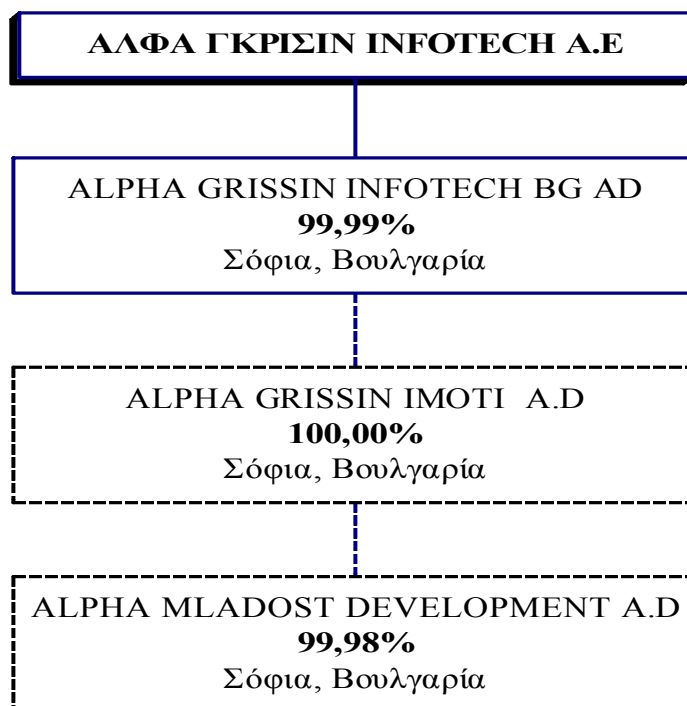 ΑΛΦΑ ΓΚΡΙΣΙΝ INFOTECH Α.Ε
ALPHA GRISSIN INFOTECH BG AD
99,99%
Σόφια, Βουλγαρία
ALPHA GRISSIN IMOTI A.D
100,00%
Σόφια, Βουλγαρία
ALPHA MLADOST DEVELOPMENT A.D
99,98%
Σόφια, Βουλγαρία